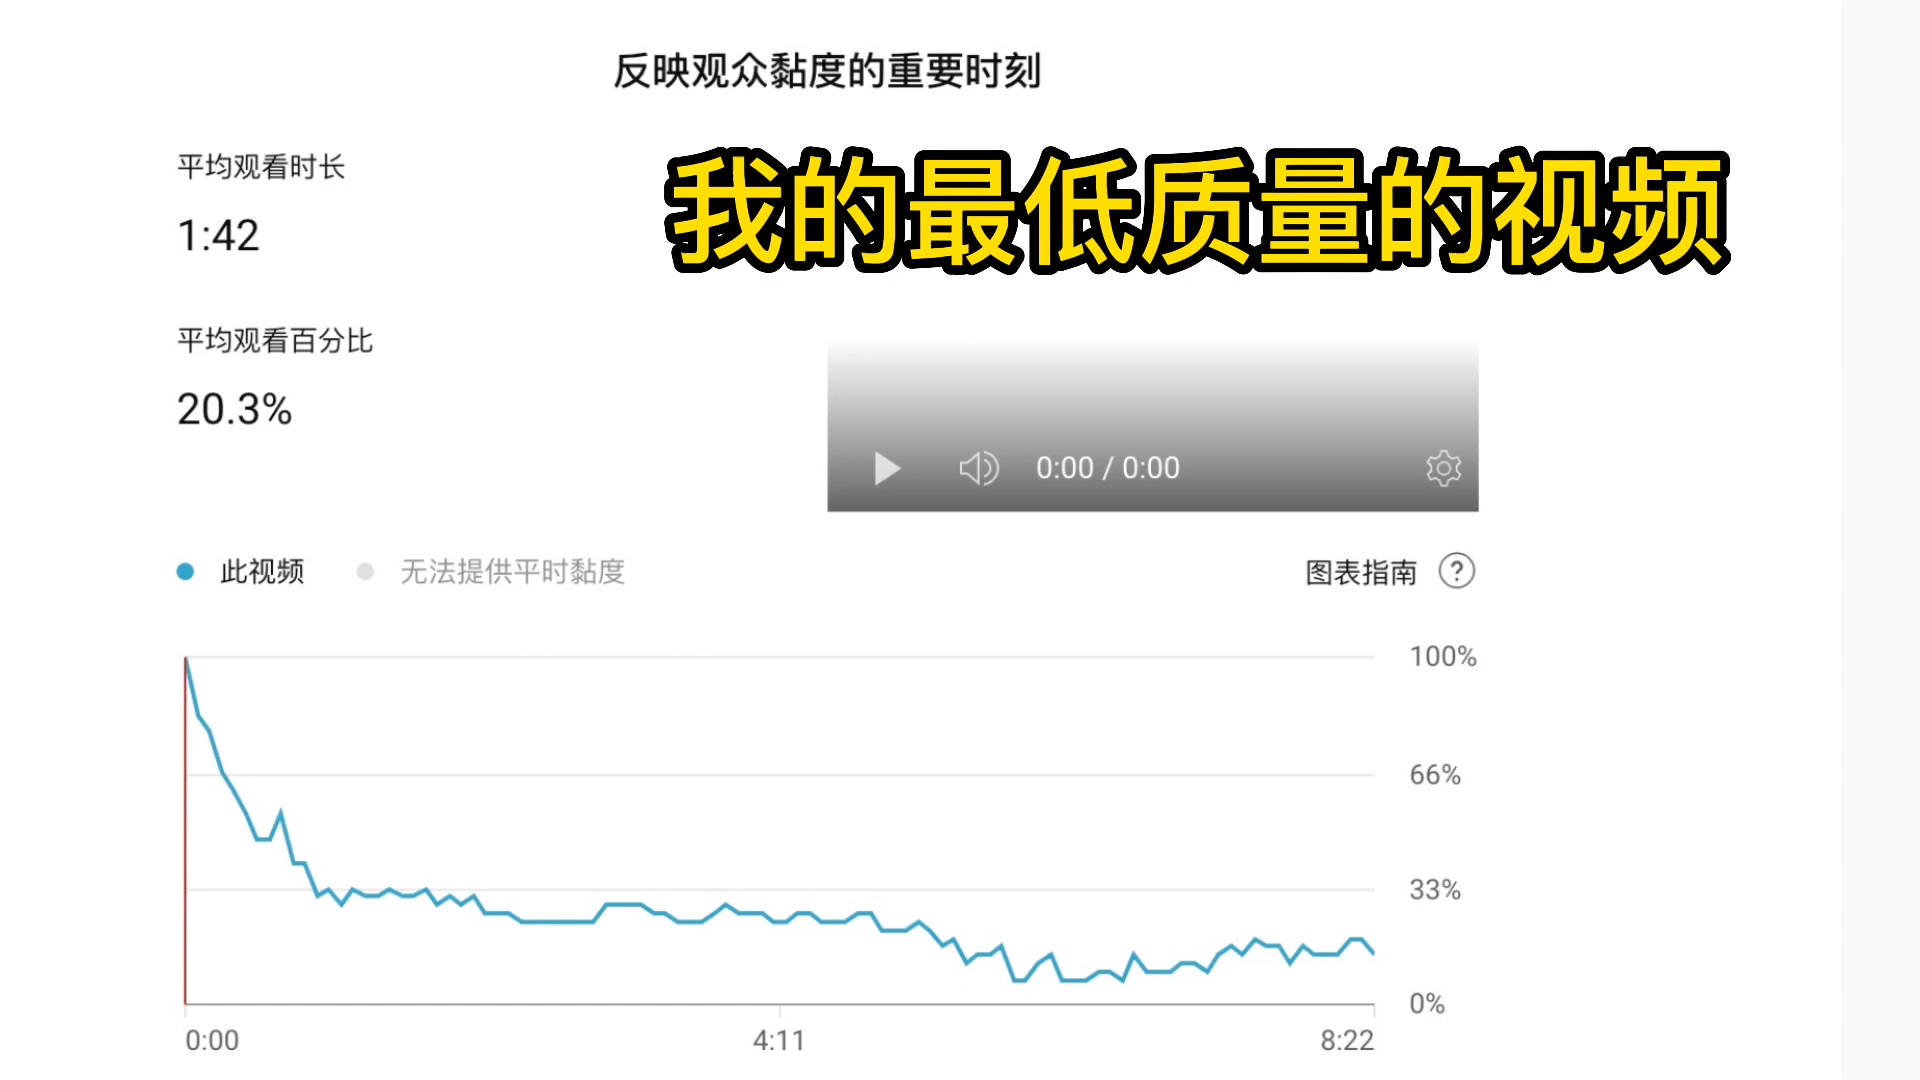 反映观众黏度的重要时刻
平均观看时长
我的最低质量的视频
1:42
平均观看百分比
20.3%
0:00 / 0:00
此视频
无法提供平时黏度
图表指南
?
100%
66%
33%
0%
0:00
4:11
8:22